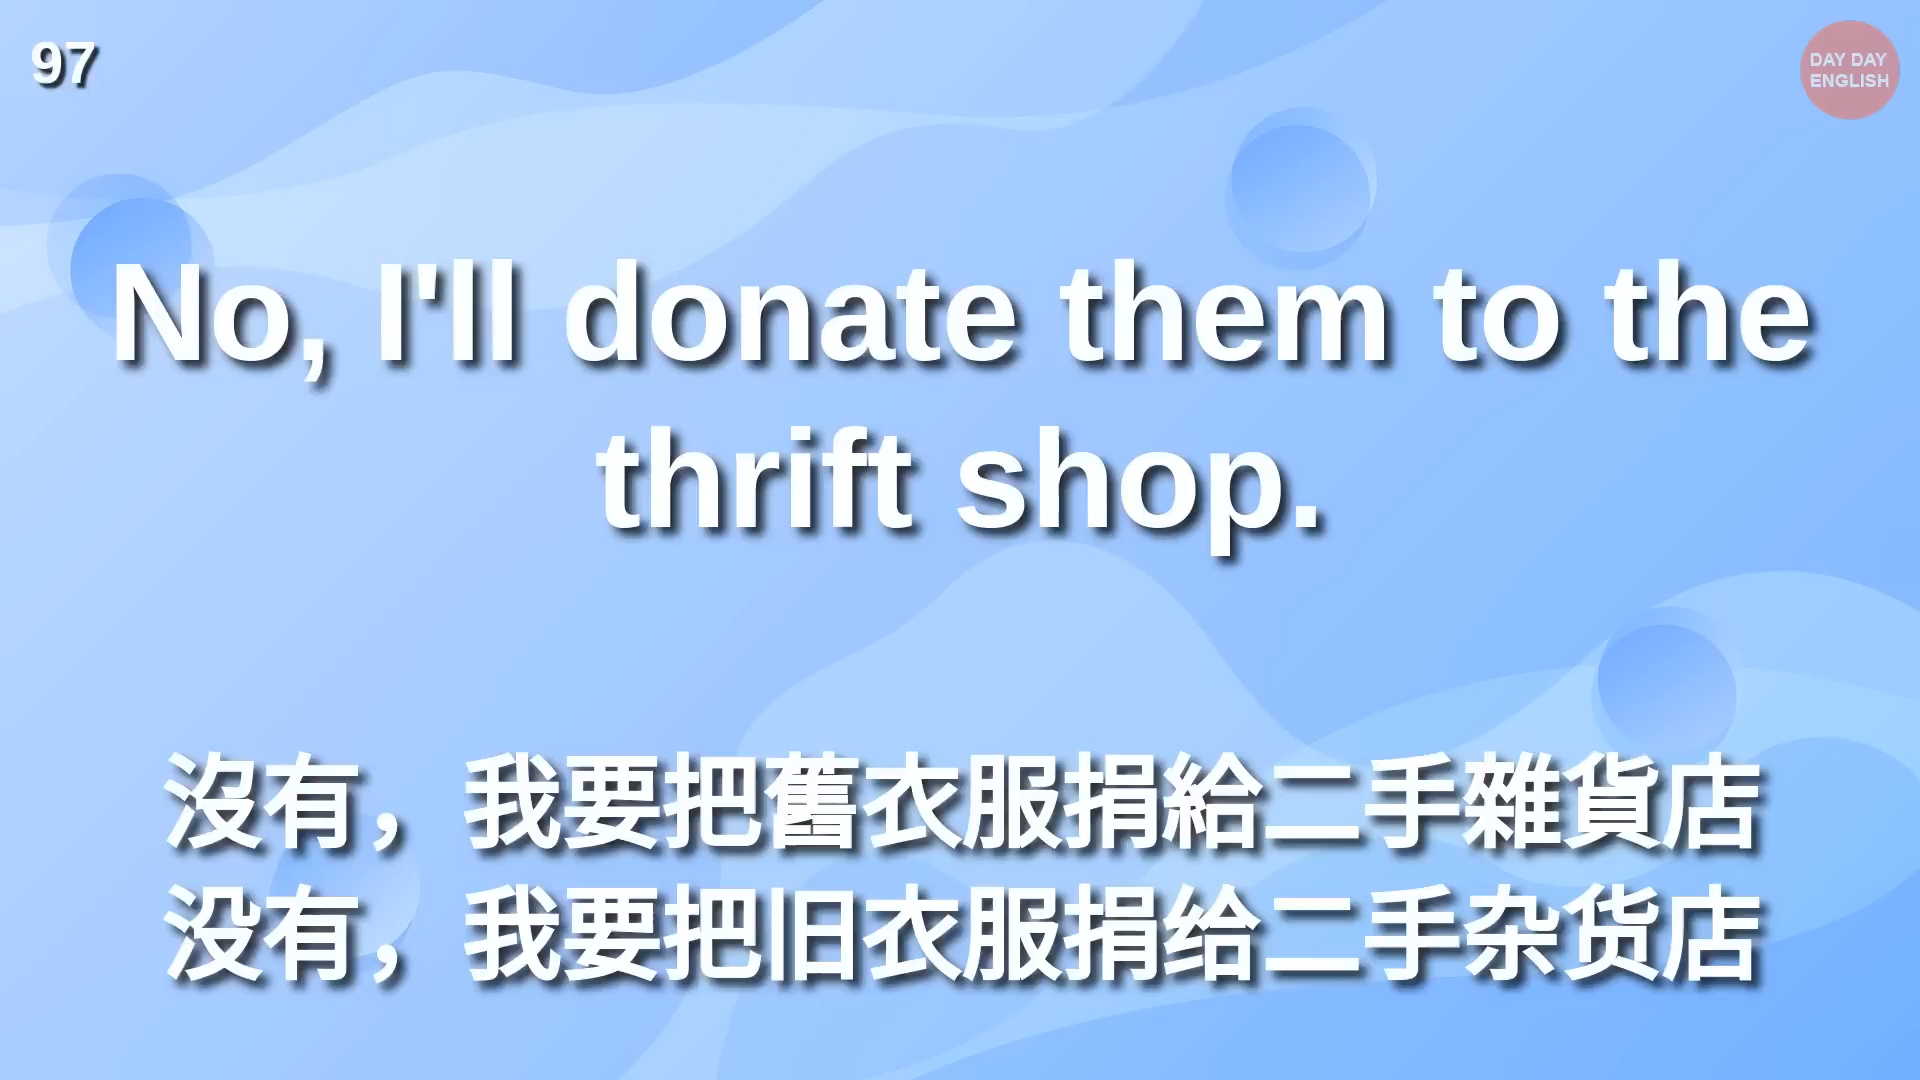 97
DAY DAY
ENGLISH
No, I'll donate them to the
thrift shop.
沒有，我要把舊衣服捐給二手雜貨店
没有，我要把旧衣服捐给二手杂货店